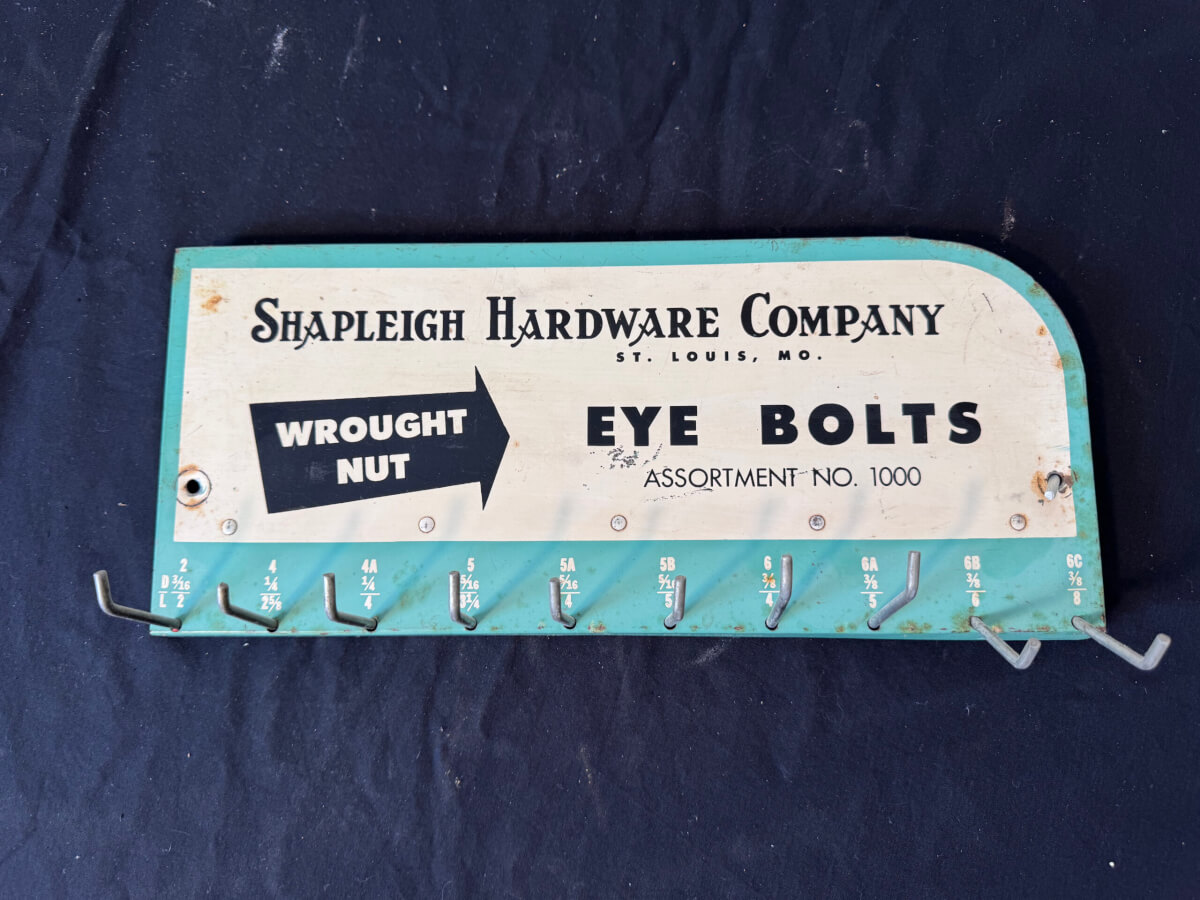 SHAPLEIGH HARDWARE COMPANY
ST. LOUIS, MO.
WROUGHT
NUT
EYE BOLTS
ASSORTMENT NO. 1000
2 4 4A 5 5A 5B 6 6A 6B 6C
D 3/16 1/4 1/4 5/16 5/16 5/16 3/8 3/8 3/8 3/8
L 2 2 5/8 4 3 1/4 4 5 4 5 6 8